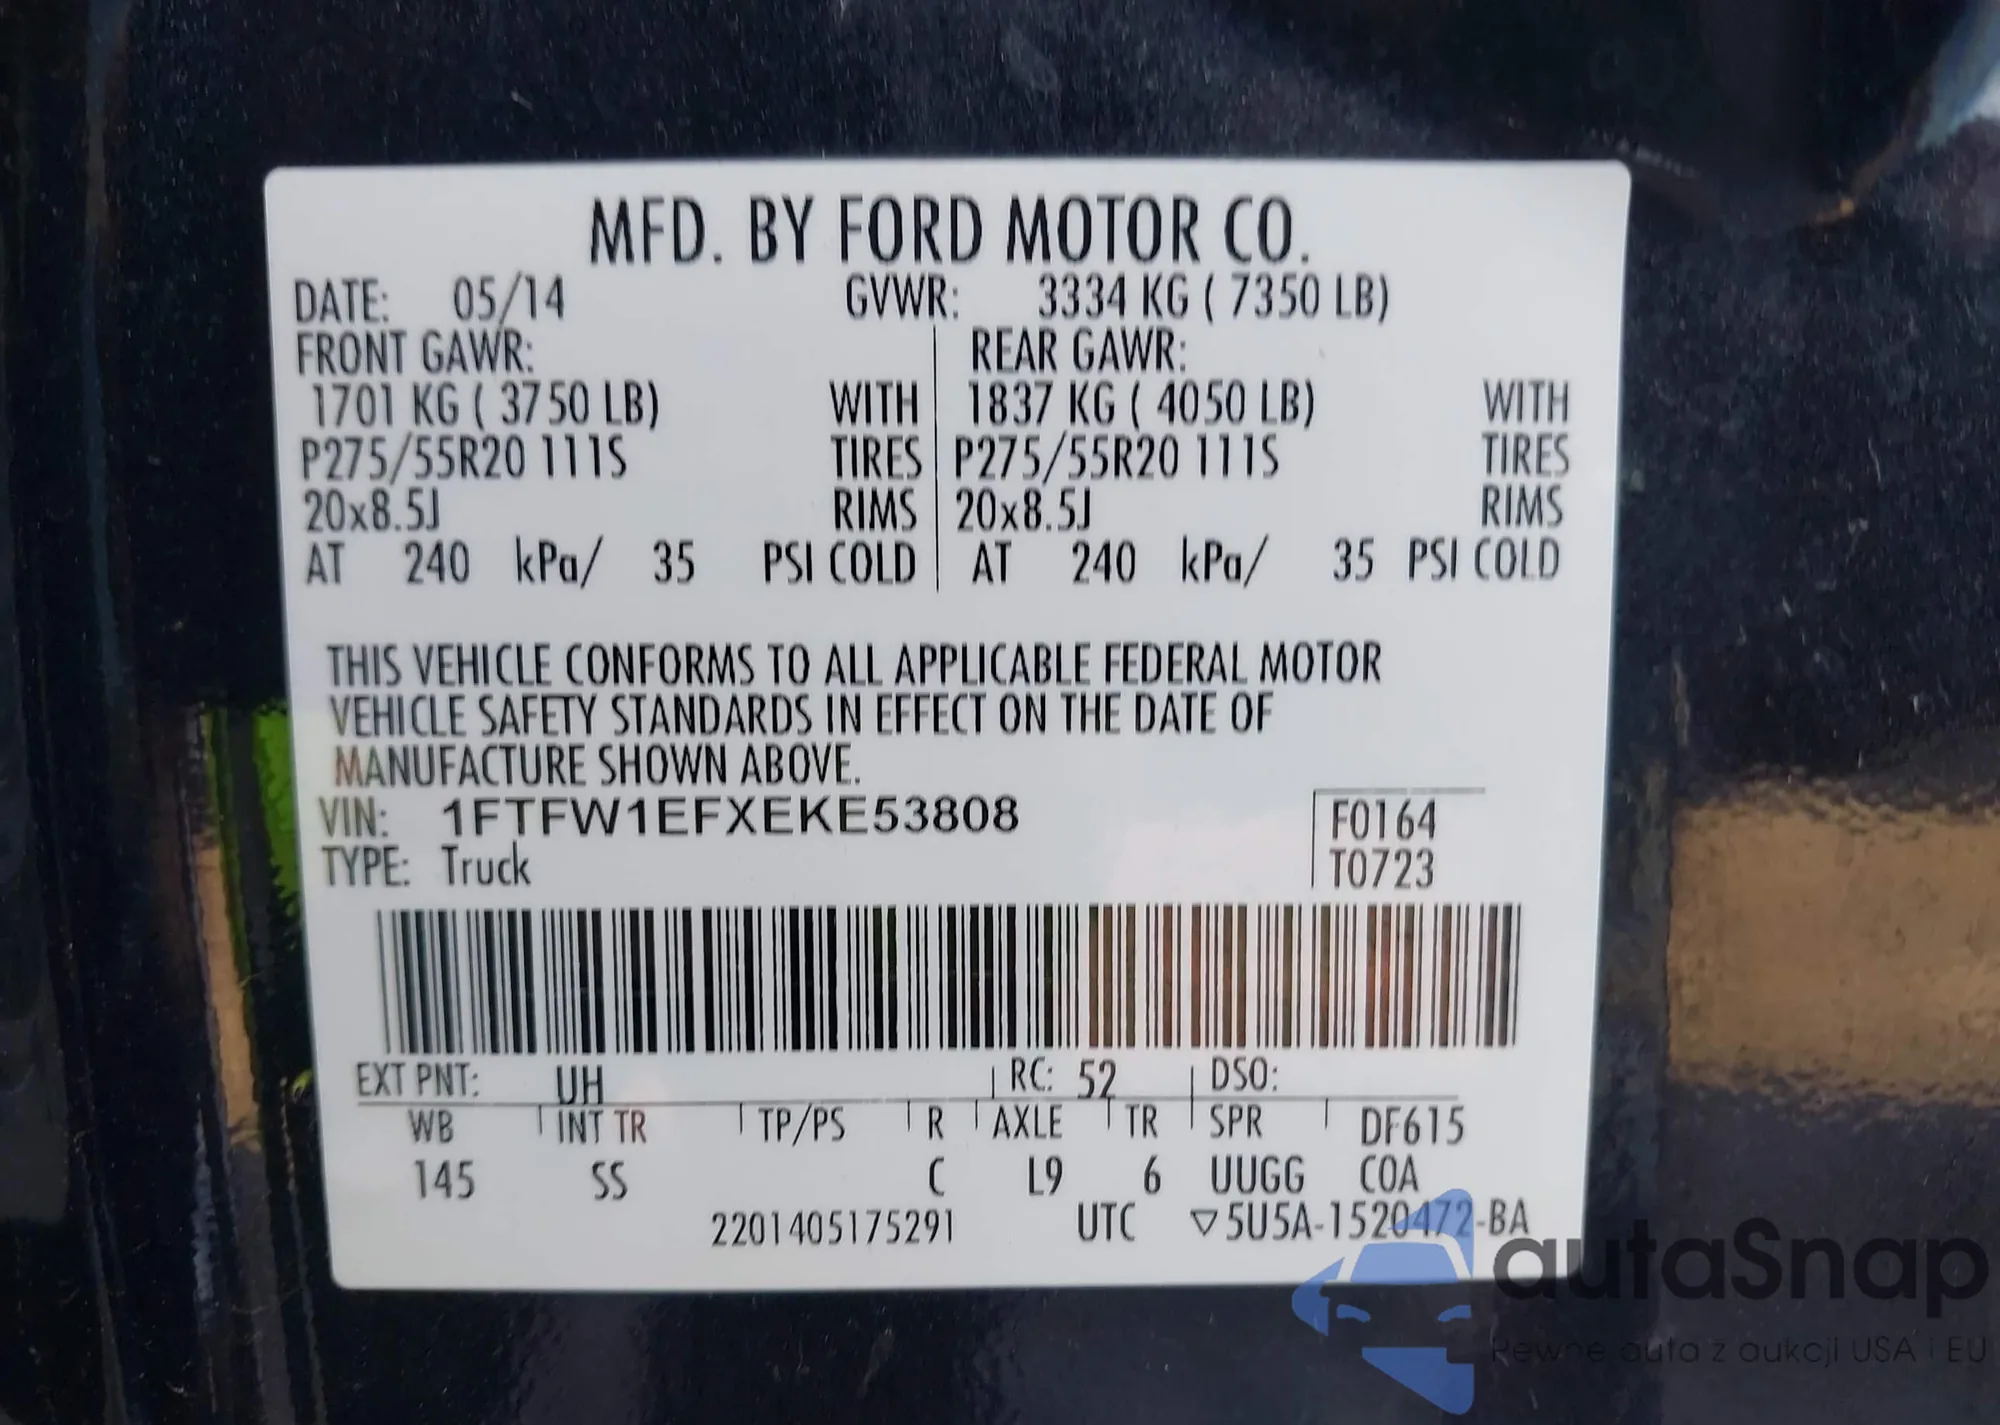 MFD. BY FORD MOTOR CO.
DATE: 05/14 GVWR: 3334 KG ( 7350 LB)
FRONT GAWR: REAR GAWR:
1701 KG ( 3750 LB) WITH 1837 KG ( 4050 LB) WITH
P275/55R20 111S TIRES P275/55R20 111S TIRES
20x8.5J RIMS 20x8.5J RIMS
AT 240 kPa/ 35 PSI COLD AT 240 kPa/ 35 PSI COLD
THIS VEHICLE CONFORMS TO ALL APPLICABLE FEDERAL MOTOR
VEHICLE SAFETY STANDARDS IN EFFECT ON THE DATE OF
MANUFACTURE SHOWN ABOVE.
VIN: 1FTFW1EFXEKE53808 F0164
TYPE: Truck T0723
EXT PNT: UH RC: 52 DSO:
WB INT TR TP/PS R AXLE TR SPR DF615
145 SS C L9 6 UUGG COA
2201405175291 UTC ▽5U5A-1520472-BA
autaSnap
Pewne auta z aukcji USA i EU